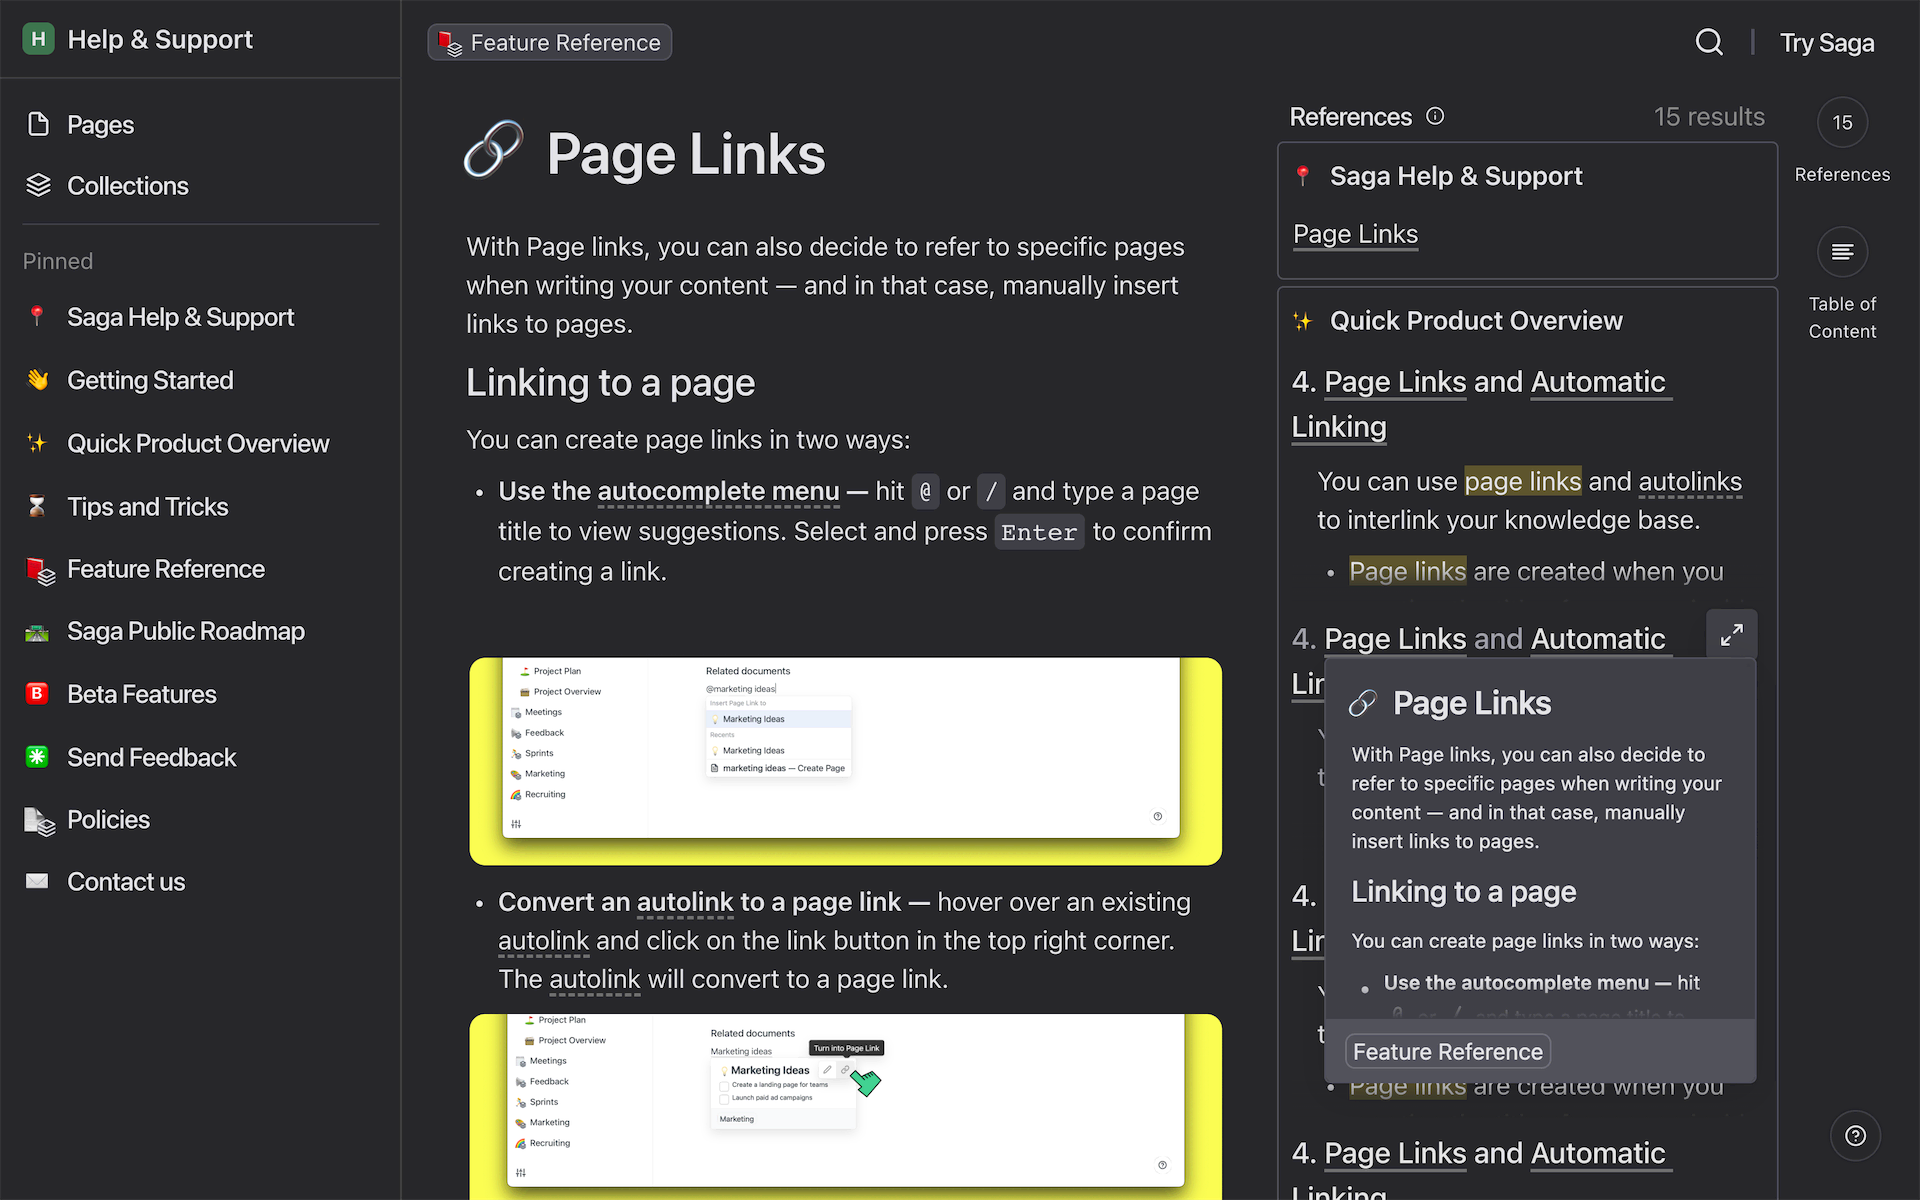 H Help & Support
Pages
Collections
Pinned
Saga Help & Support
Getting Started
Quick Product Overview
Tips and Tricks
Feature Reference
Saga Public Roadmap
B Beta Features
Send Feedback
Policies
Contact us
Feature Reference
Try Saga
Page Links
With Page links, you can also decide to refer to specific pages
when writing your content — and in that case, manually insert
links to pages.
Linking to a page
You can create page links in two ways:
• Use the autocomplete menu — hit @ or / and type a page
title to view suggestions. Select and press Enter to confirm
creating a link.
Project Plan
Project Overview
Meetings
Feedback
Sprints
Marketing
Recruiting
Related documents
@marketing ideas
Insert Page Link to
Marketing Ideas
Recents
Marketing Ideas
marketing ideas — Create Page
• Convert an autolink to a page link — hover over an existing
autolink and click on the link button in the top right corner.
The autolink will convert to a page link.
Project Plan
Project Overview
Meetings
Feedback
Sprints
Marketing
Recruiting
Related documents
Marketing ideas
Turn into Page Link
Marketing Ideas
Create a landing page for teams
Launch paid ad campaigns
Marketing
References
15 results
Saga Help & Support
Page Links
Quick Product Overview
4. Page Links and Automatic
Linking
You can use page links and autolinks
to interlink your knowledge base.
• Page links are created when you
4. Page Links and Automatic
Page Links
With Page links, you can also decide to
refer to specific pages when writing your
content — and in that case, manually
insert links to pages.
Linking to a page
You can create page links in two ways:
• Use the autocomplete menu — hit
@ or / and type a page title to
Feature Reference
4.
• Page links are created when you
4. Page Links and Automatic
Linking
15
References
Table of
Content